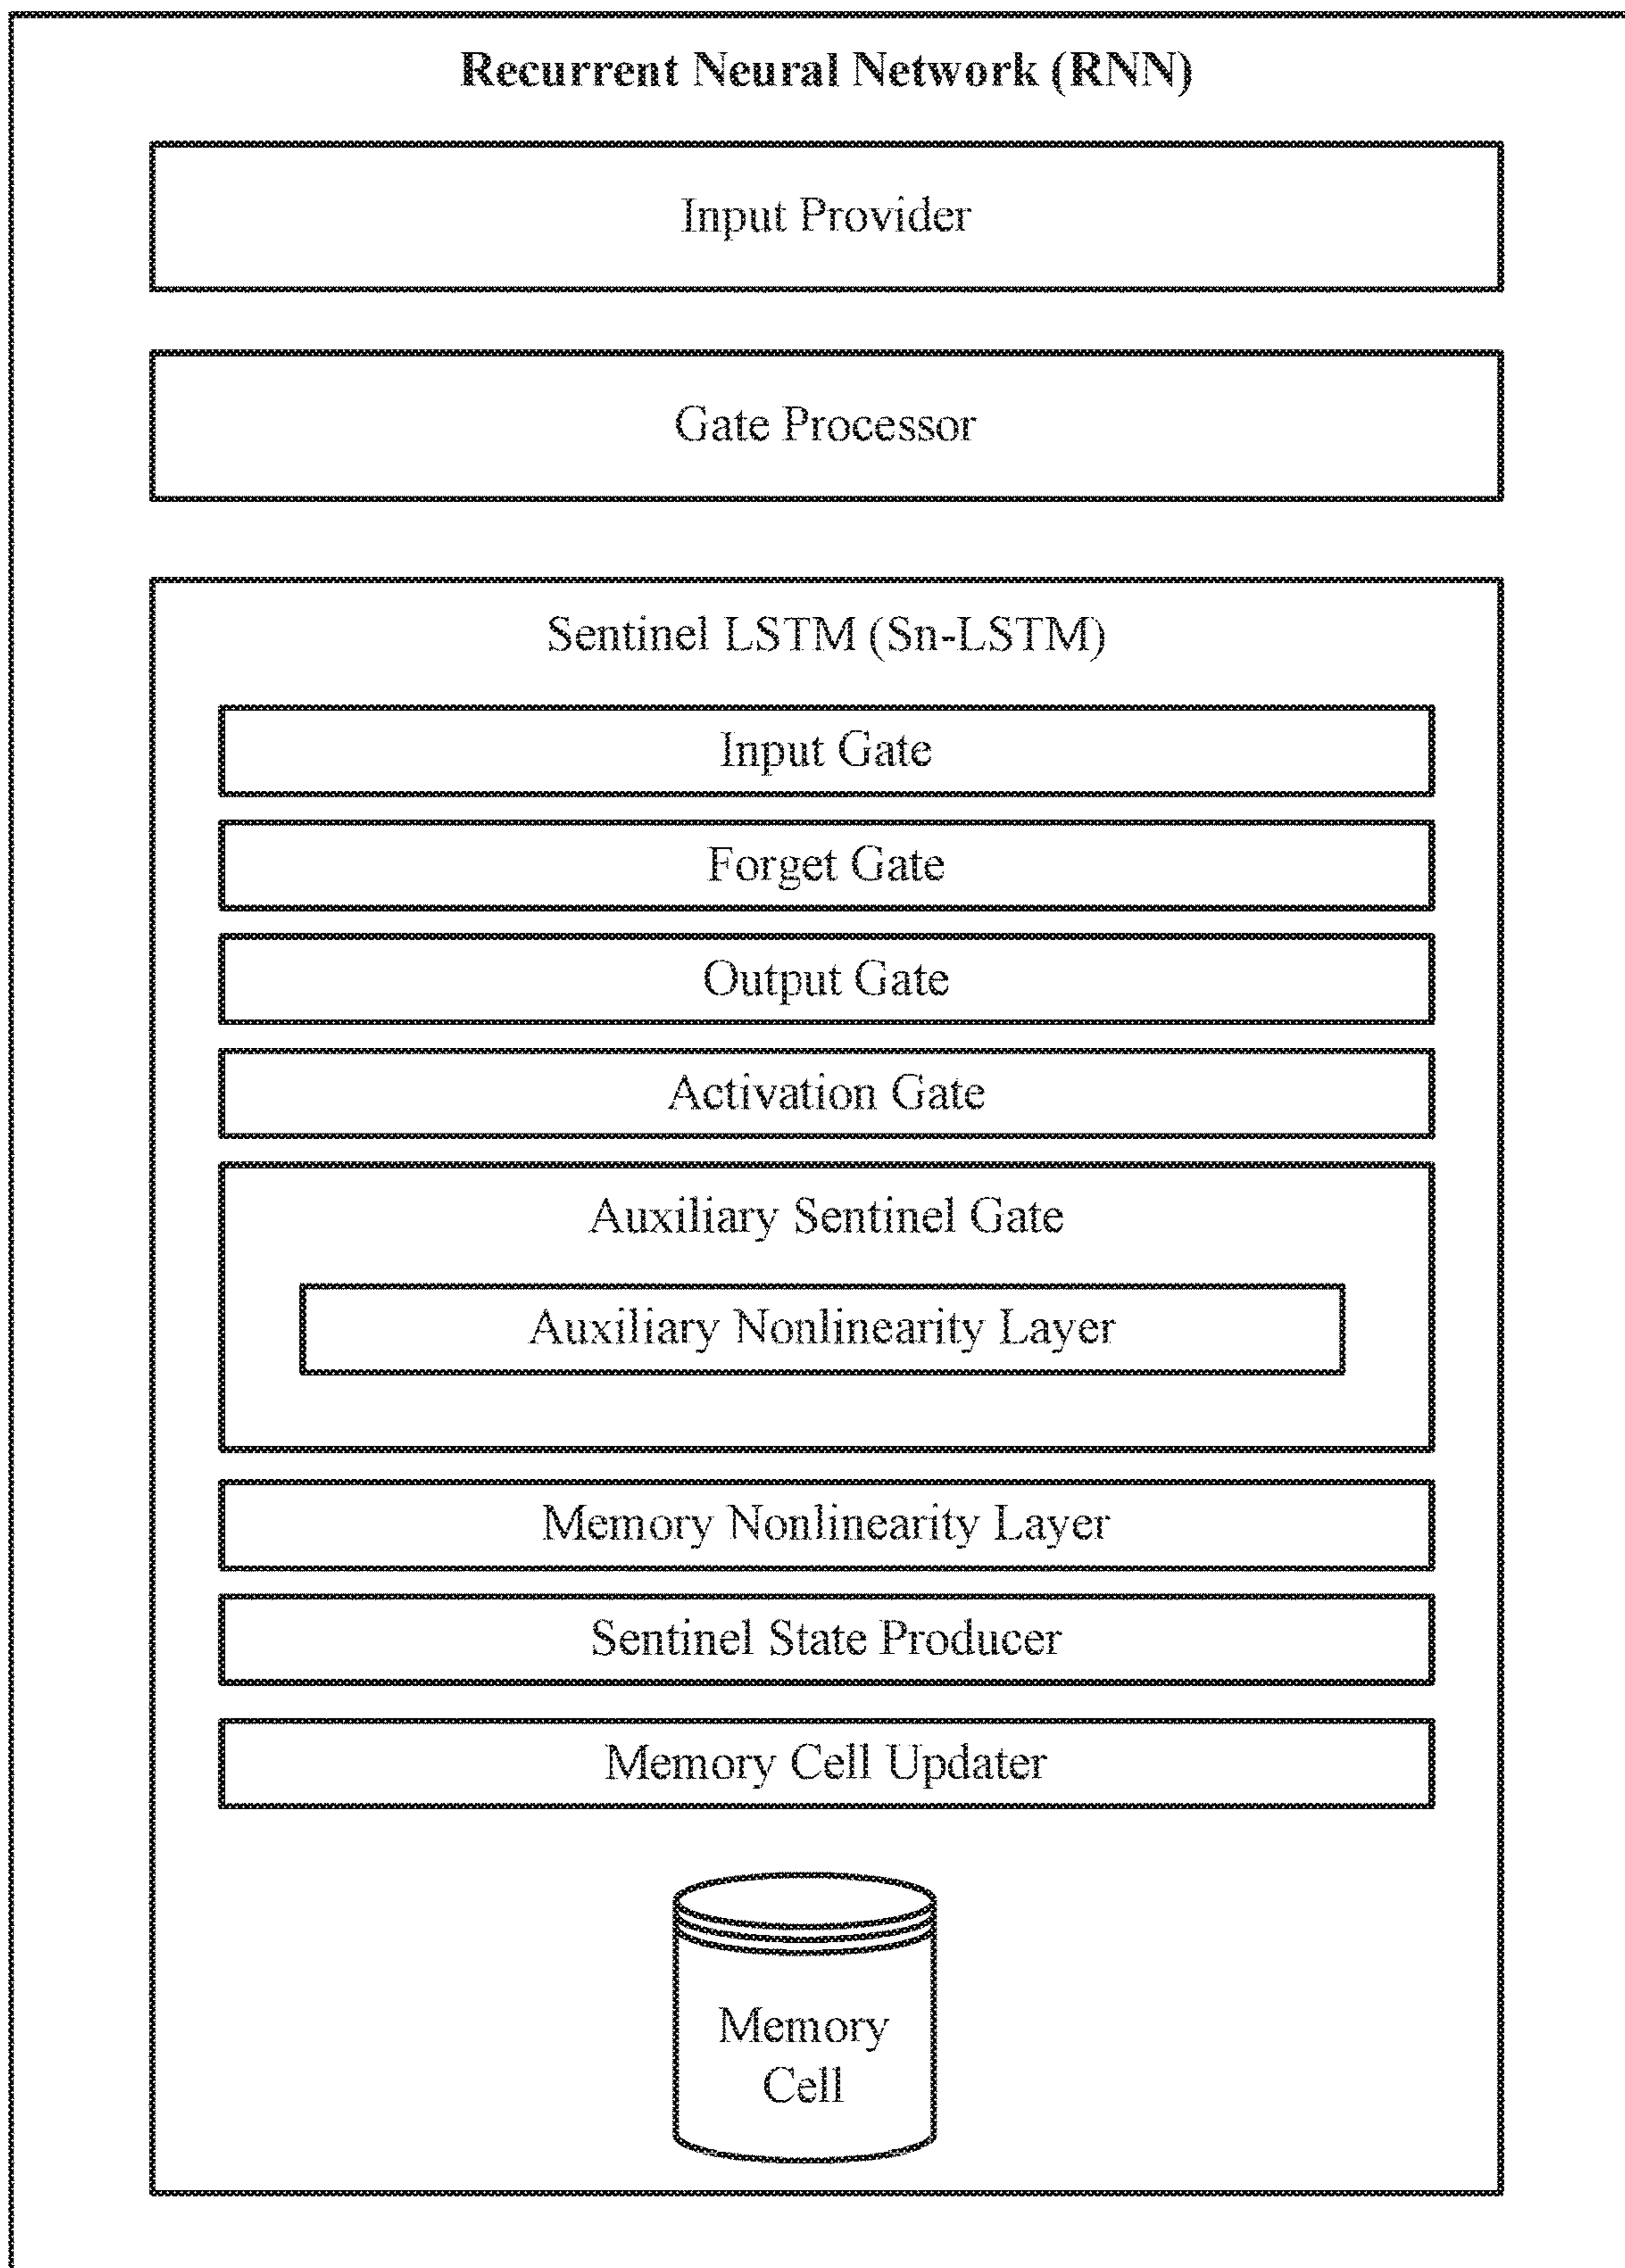 Recurrent Neural Network (RNN)
Input Provider
Gate Processor
Sentinel LSTM (Sn-LSTM)
Input Gate
Forget Gate
Output Gate
Activation Gate
Auxiliary Sentinel Gate
Auxiliary Nonlinearity Layer
Memory Nonlinearity Layer
Sentinel State Producer
Memory Cell Updater
Memory
Cell